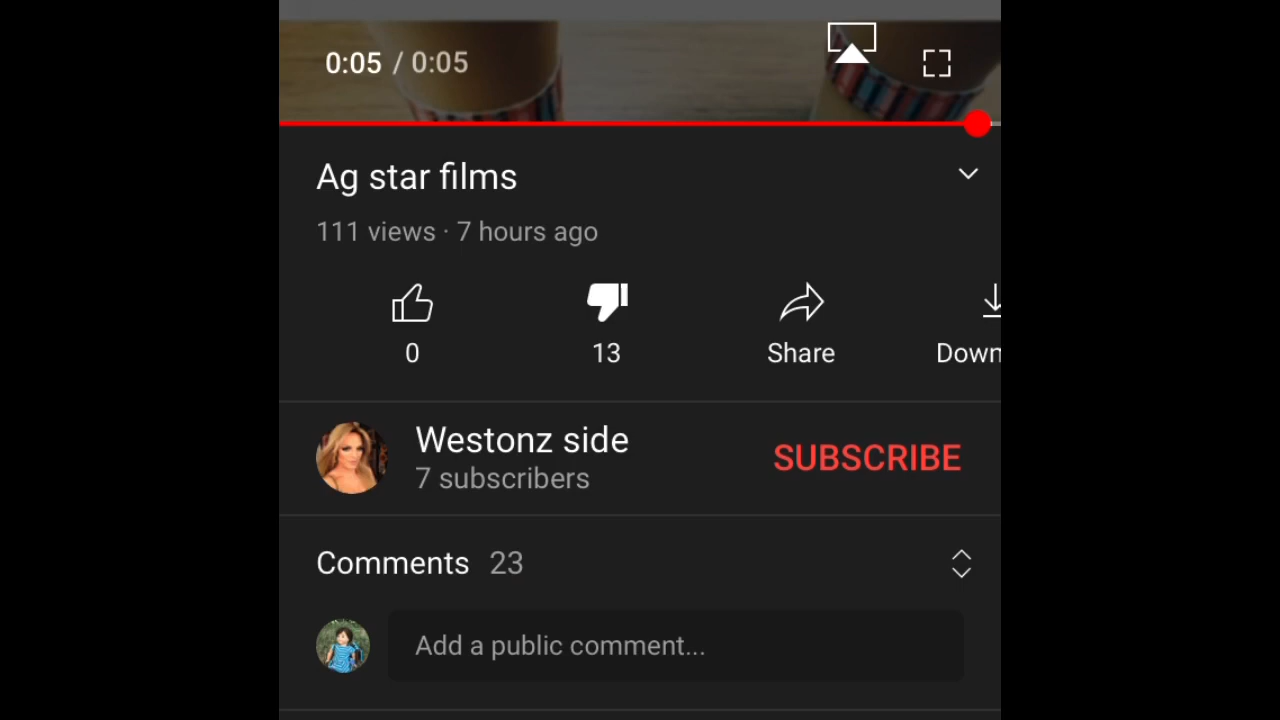 0:05 / 0:05
Ag star films
111 views · 7 hours ago
0 13 Share Down
Westonz side
7 subscribers
SUBSCRIBE
Comments 23
Add a public comment...